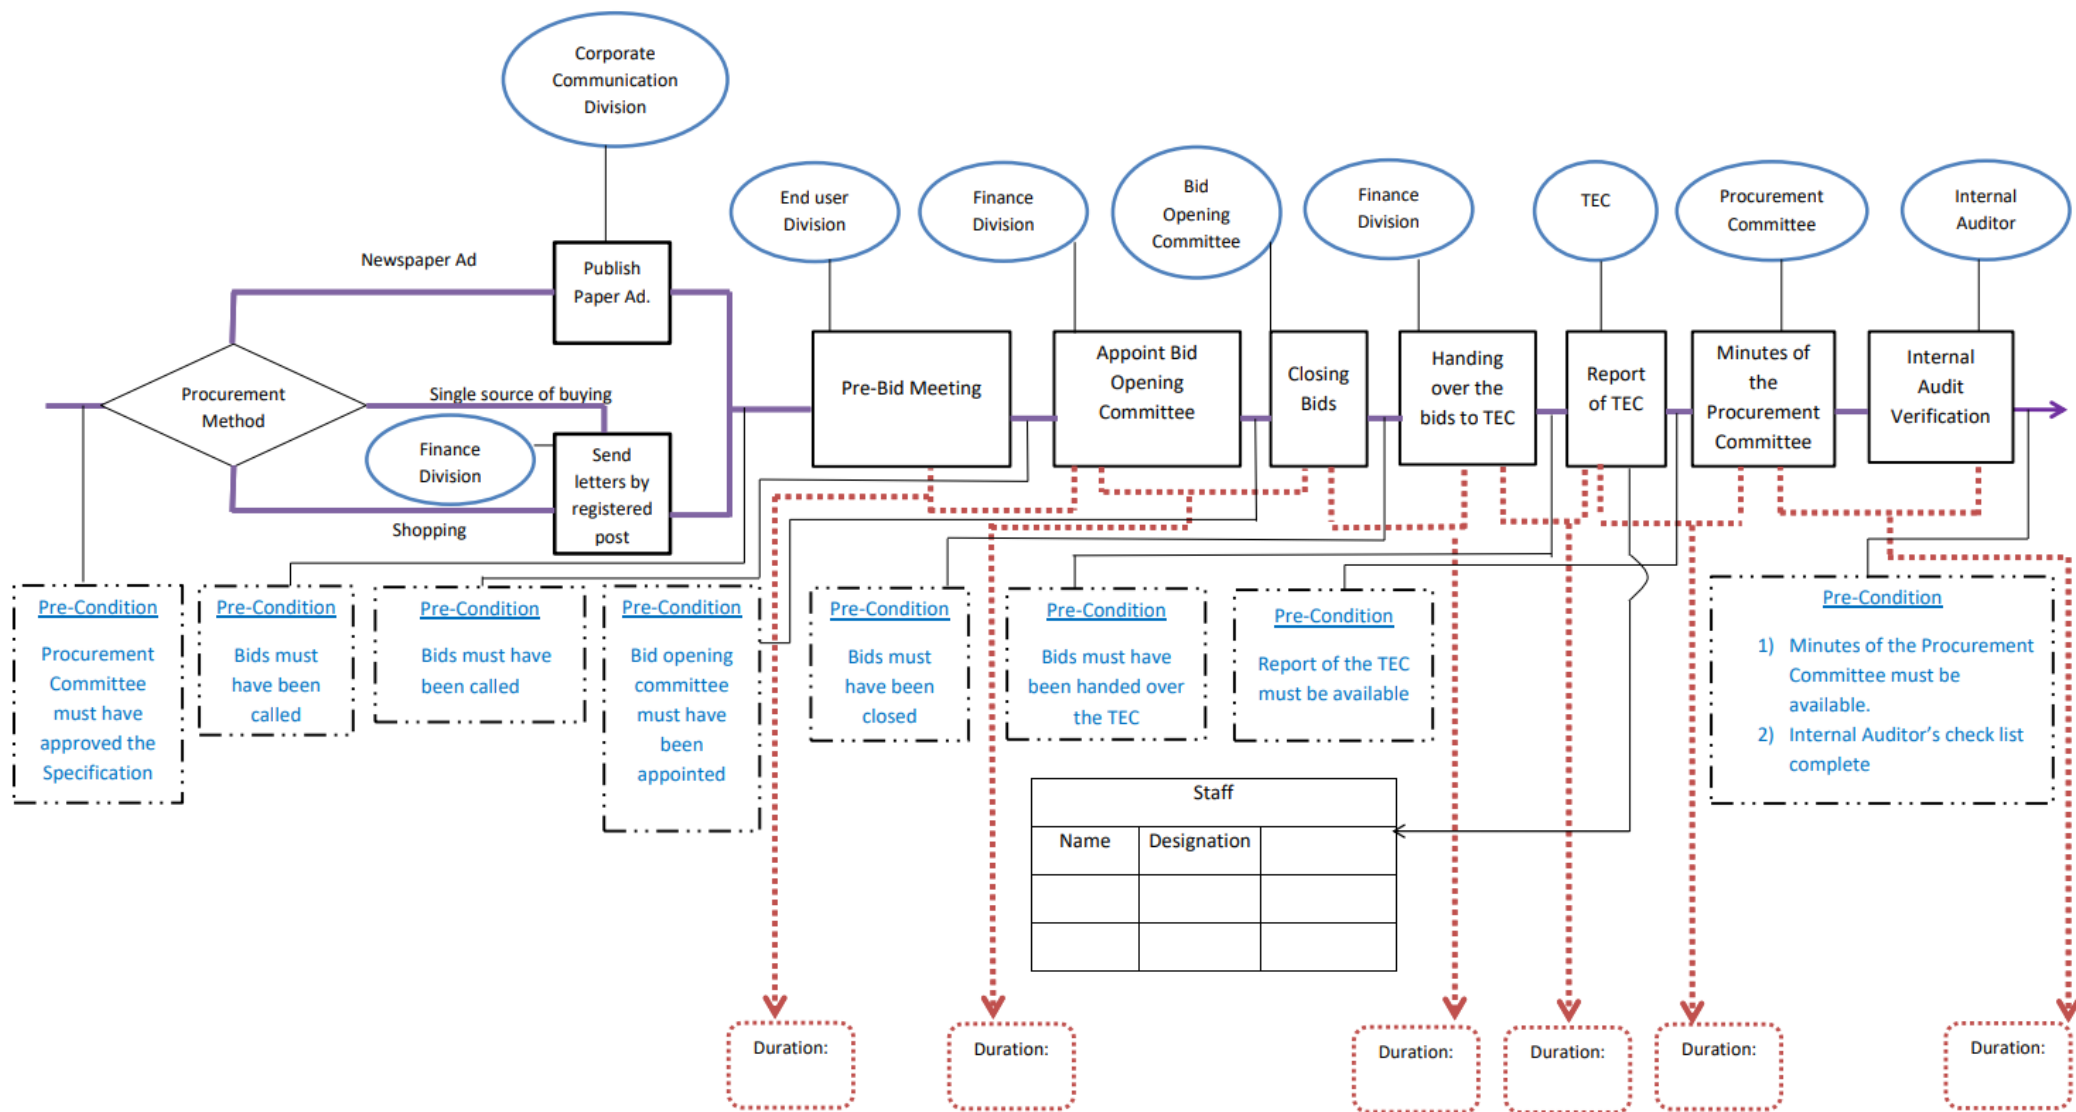 Corporate
Communication
Division
End user
Division
Finance
Division
Bid
Opening
Committee
Finance
Division
TEC
Procurement
Committee
Internal
Auditor
Newspaper Ad
Publish
Paper Ad.
Procurement
Method
Single source of buying
Finance
Division
Send
letters by
registered
post
Shopping
Pre-Bid Meeting
Appoint Bid
Opening
Committee
Closing
Bids
Handing
over the
bids to TEC
Report
of TEC
Minutes of
the
Procurement
Committee
Internal
Audit
Verification
Pre-Condition
Procurement
Committee
must have
approved the
Specification
Pre-Condition
Bids must
have been
called
Pre-Condition
Bids must have
been called
Pre-Condition
Bid opening
committee
must have
been
appointed
Pre-Condition
Bids must
have been
closed
Pre-Condition
Bids must have
been handed over
the TEC
Pre-Condition
Report of the TEC
must be available
Pre-Condition
1) Minutes of the Procurement
Committee must be
available.
2) Internal Auditor's check list
complete
Staff
Name Designation
Duration:
Duration:
Duration:
Duration:
Duration:
Duration: